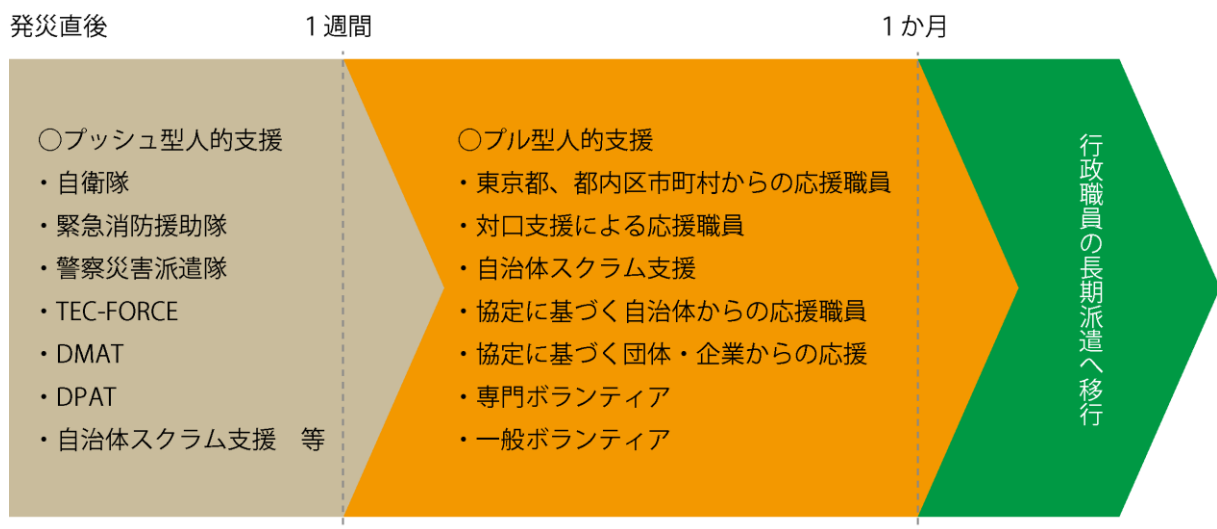 発災直後
1週間
1か月
○プッシュ型人的支援
・自衛隊
・緊急消防援助隊
・警察災害派遣隊
・TEC-FORCE
・DMAT
・DPAT
・自治体スクラム支援　等
○プル型人的支援
・東京都、都内区市町村からの応援職員
・対口支援による応援職員
・自治体スクラム支援
・協定に基づく自治体からの応援職員
・協定に基づく団体・企業からの応援
・専門ボランティア
・一般ボランティア
行政職員の長期派遣へ移行